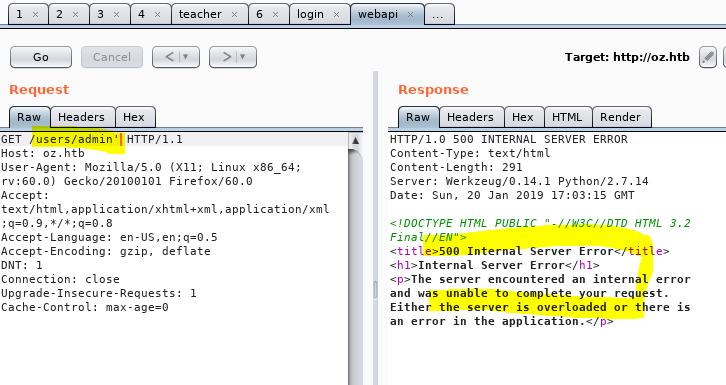 1 × 2 × 3 × 4 × teacher × 6 × login × webapi × ...
Go Cancel < | ▾ > | ▾ Target: http://oz.htb
Request
Raw Headers Hex
GET /users/admin' HTTP/1.1
Host: oz.htb
User-Agent: Mozilla/5.0 (X11; Linux x86_64;
rv:60.0) Gecko/20100101 Firefox/60.0
Accept:
text/html,application/xhtml+xml,application/xml
;q=0.9,*/*;q=0.8
Accept-Language: en-US,en;q=0.5
Accept-Encoding: gzip, deflate
DNT: 1
Connection: close
Upgrade-Insecure-Requests: 1
Cache-Control: max-age=0
Response
Raw Headers Hex HTML Render
HTTP/1.0 500 INTERNAL SERVER ERROR
Content-Type: text/html
Content-Length: 291
Server: Werkzeug/0.14.1 Python/2.7.14
Date: Sun, 20 Jan 2019 17:03:15 GMT
<!DOCTYPE HTML PUBLIC "-//W3C//DTD HTML 3.2
Final//EN">
<title>500 Internal Server Error</title>
<h1>Internal Server Error</h1>
<p>The server encountered an internal error
and was unable to complete your request.
Either the server is overloaded or there is
an error in the application.</p>